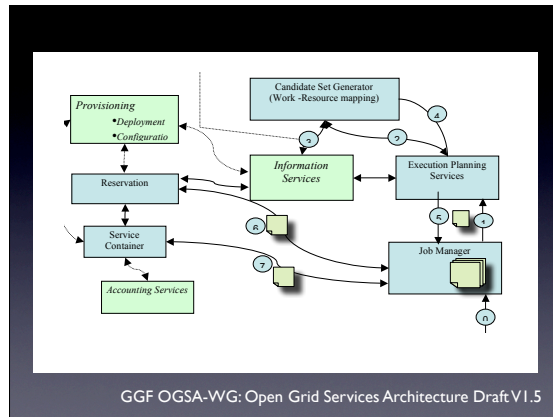 Candidate Set Generator
(Work -Resource mapping)
Provisioning
•Deployment
•Configuratio
4
3
2
Information
Services
Execution Planning
Services
Reservation
5
1
6
Service
Container
Job Manager
7
Accounting Services
0
GGF OGSA-WG: Open Grid Services Architecture Draft V1.5